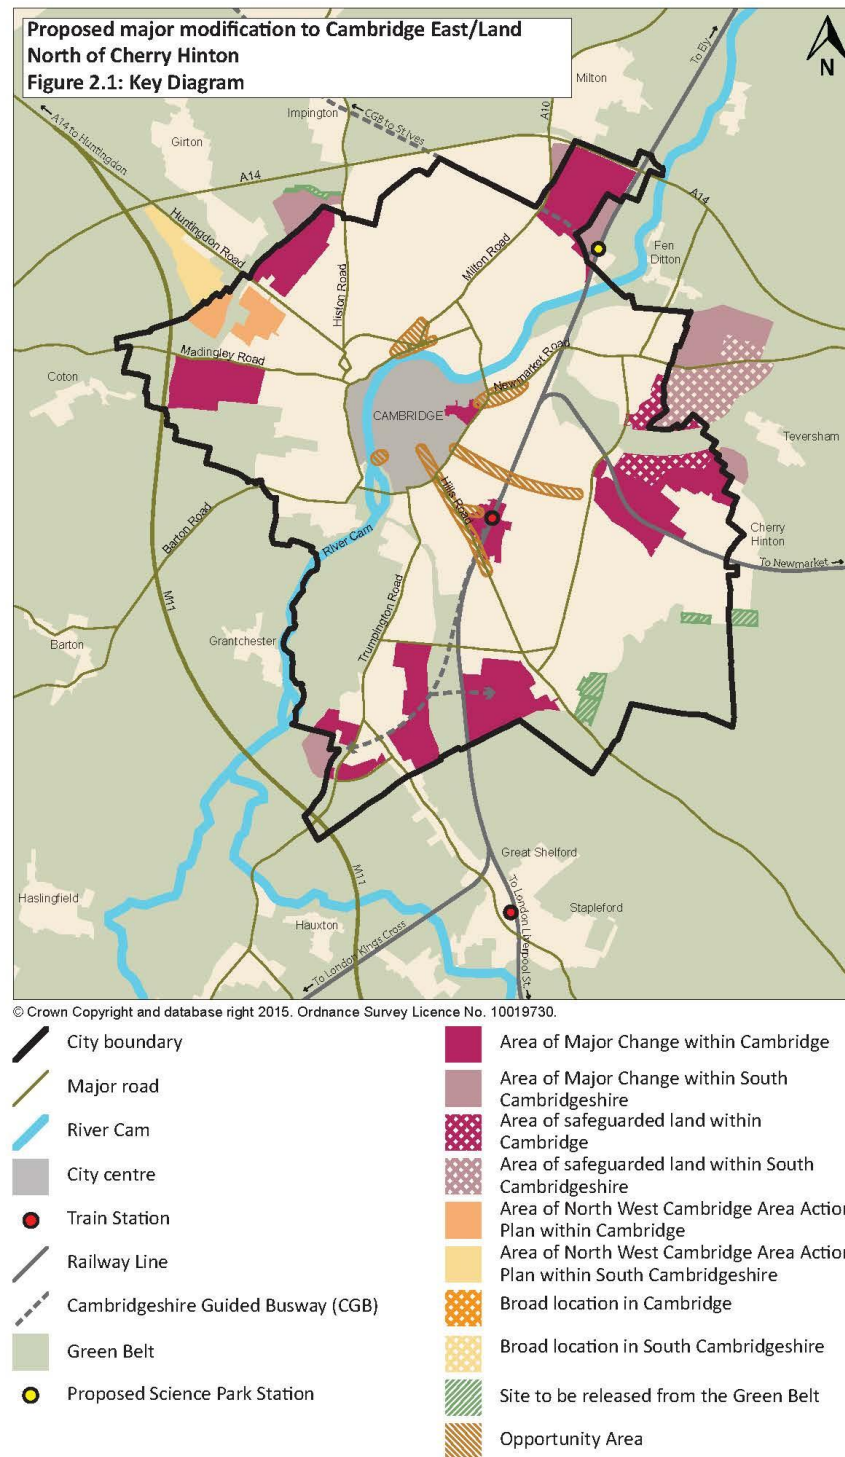 Proposed major modification to Cambridge East/Land
North of Cherry Hinton
Figure 2.1: Key Diagram
N
To Ely
Milton
Impington
CGB to St Ives
A10
A14 to Huntingdon
Girton
A14
A14
Huntingdon Road
Histon Road
Milton Road
Fen
Ditton
Madingley Road
Newmarket Road
Coton
CAMBRIDGE
Teversham
Hills Road
Barton Road
River Cam
Cherry
Hinton
To Newmarket
M11
Trumpington Road
Barton
Grantchester
Great Shelford
M11
To London Liverpool St.
Haslingfield
Stapleford
Hauxton
To London Kings Cross
© Crown Copyright and database right 2015. Ordnance Survey Licence No. 10019730.
City boundary
Major road
River Cam
City centre
Train Station
Railway Line
Cambridgeshire Guided Busway (CGB)
Green Belt
Proposed Science Park Station
Area of Major Change within Cambridge
Area of Major Change within South
Cambridgeshire
Area of safeguarded land within
Cambridge
Area of safeguarded land within South
Cambridgeshire
Area of North West Cambridge Area Action
Plan within Cambridge
Area of North West Cambridge Area Action
Plan within South Cambridgeshire
Broad location in Cambridge
Broad location in South Cambridgeshire
Site to be released from the Green Belt
Opportunity Area